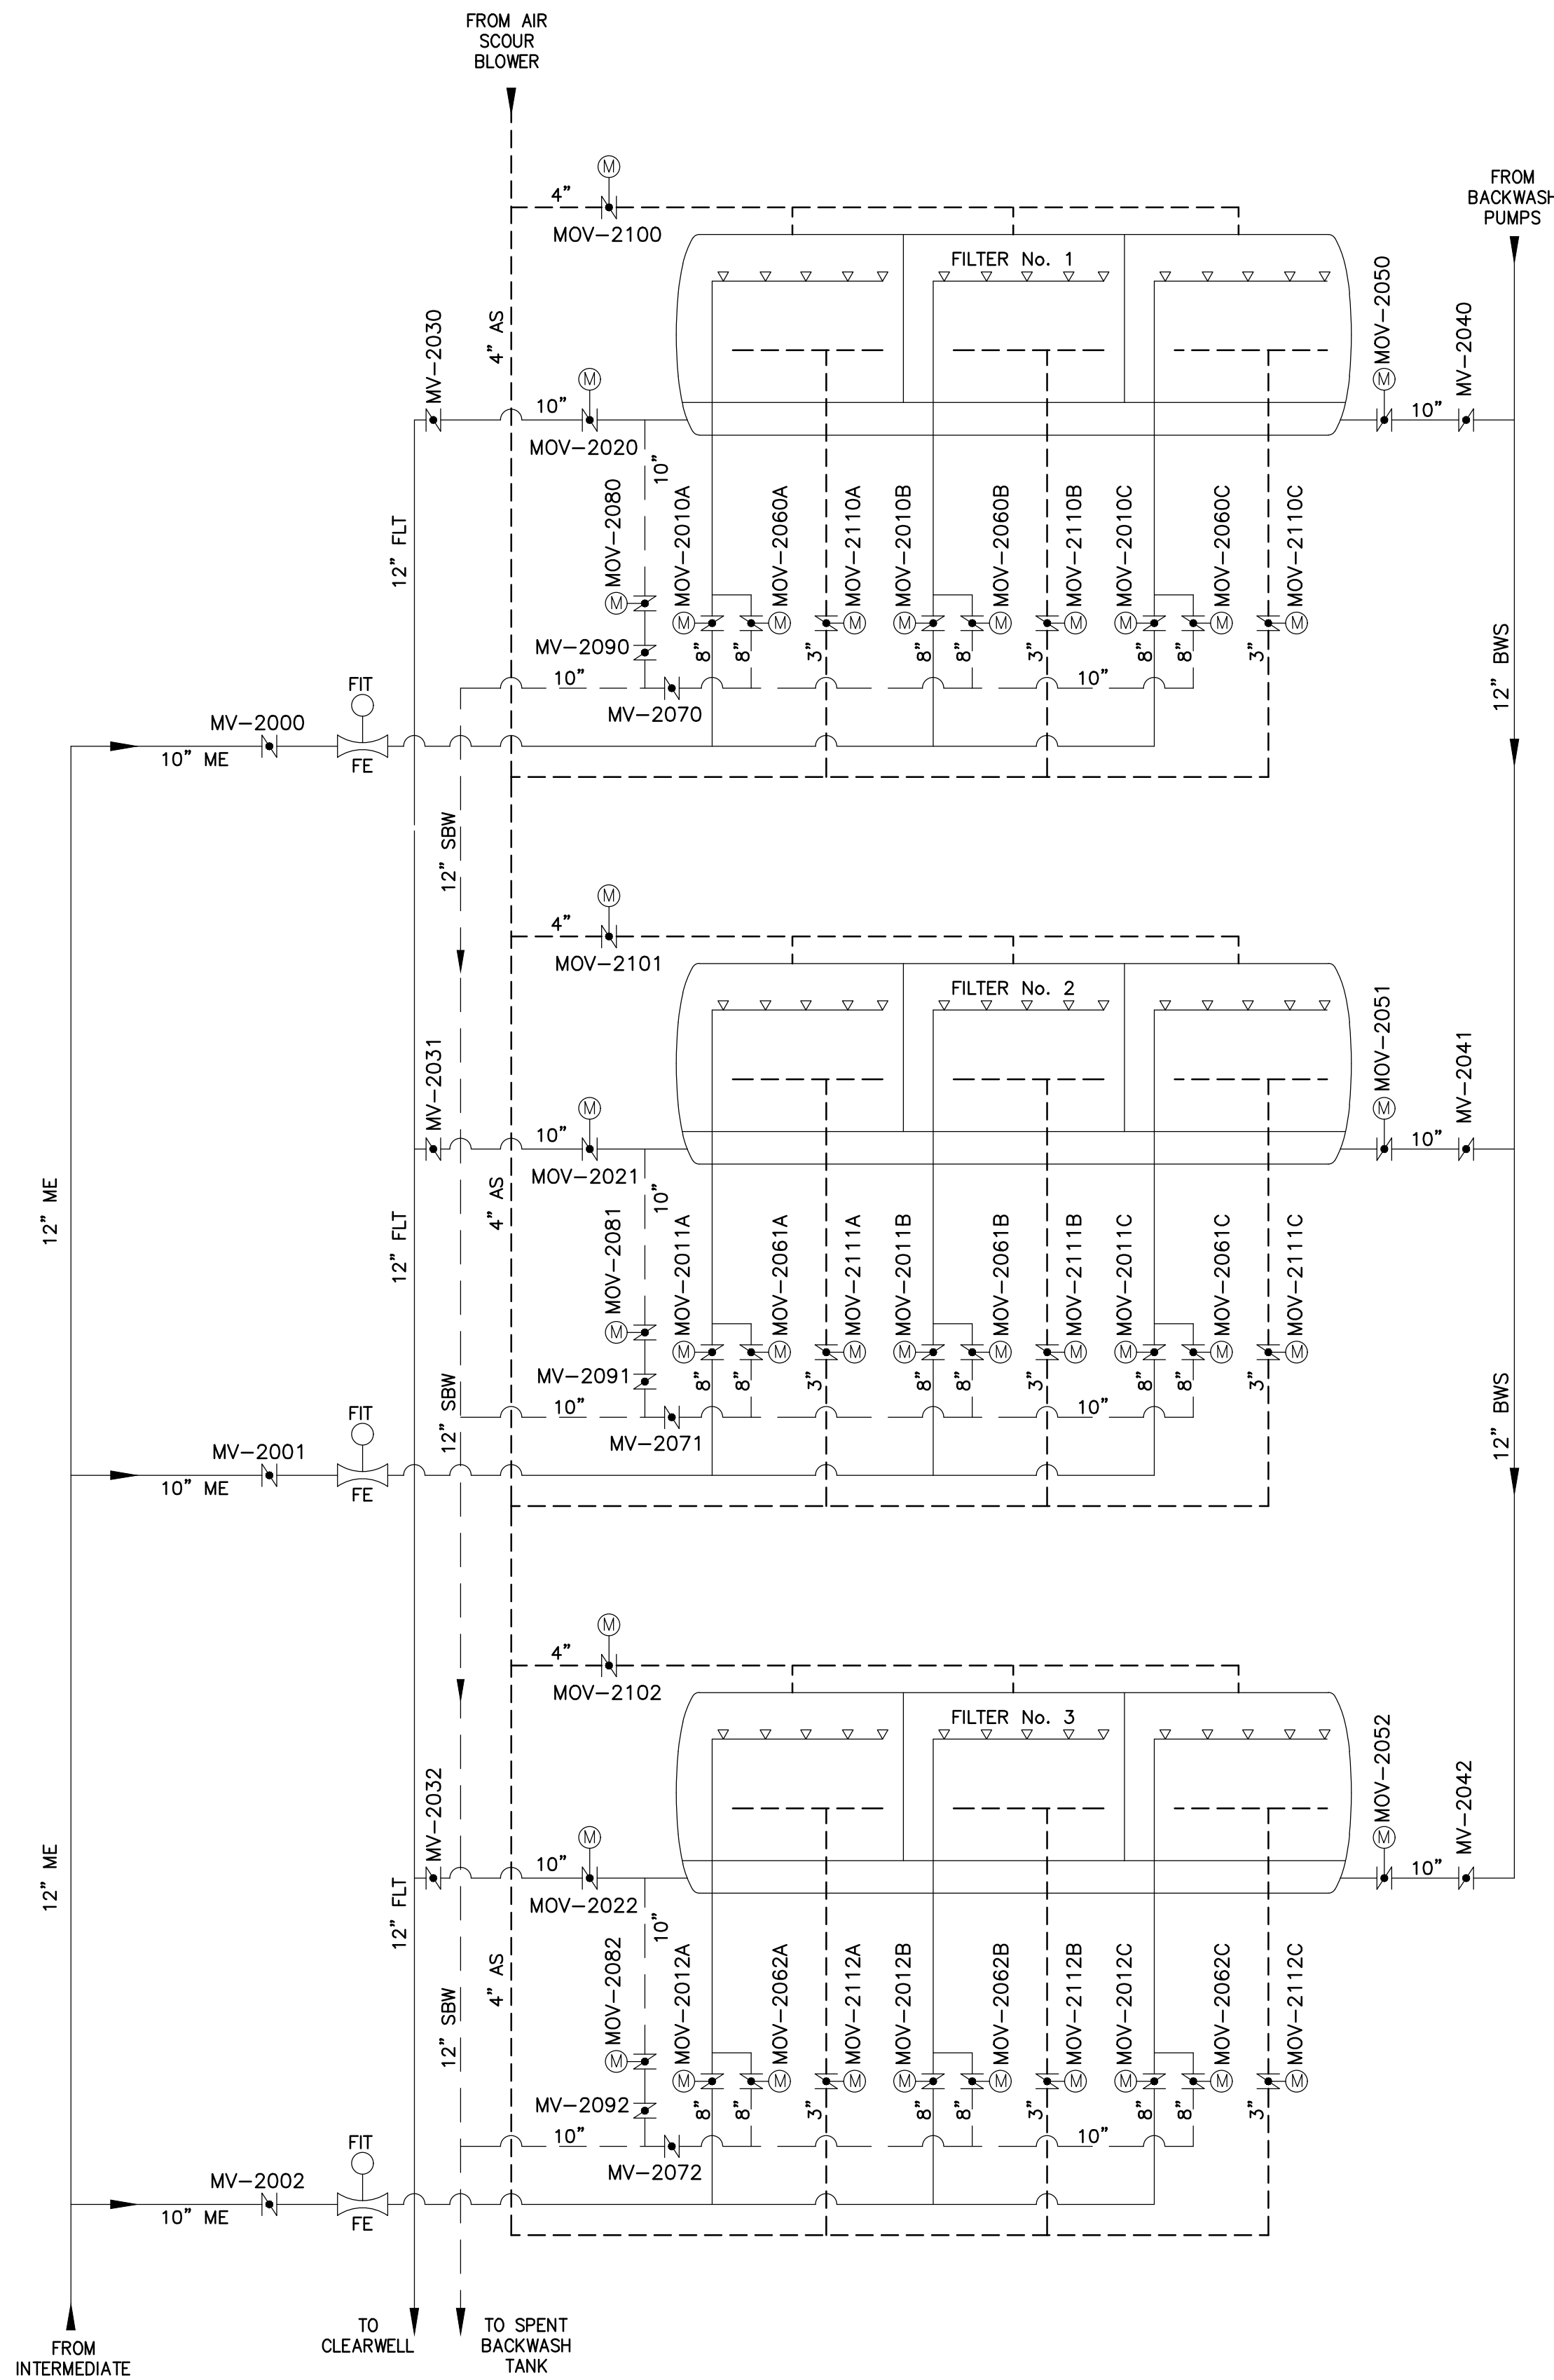 FROM AIR
SCOUR
BLOWER
FROM
BACKWASH
PUMPS
M
4"
MOV-2100
FILTER No. 1
4" AS
MV-2030
M
10"
MOV-2020
M
MOV-2050
10"
MV-2040
12" FLT
10"
MOV-2080
M
MV-2090
MOV-2010A
M
8"
MOV-2060A
M
8"
MOV-2110A
M
3"
MOV-2010B
M
8"
MOV-2060B
M
8"
MOV-2110B
M
3"
MOV-2010C
M
8"
MOV-2060C
M
8"
MOV-2110C
M
3"
12" BWS
10"
MV-2070
10"
FIT
MV-2000
10" ME
FE
12" SBW
M
4"
MOV-2101
FILTER No. 2
MV-2031
M
10"
MOV-2021
M
MOV-2051
10"
MV-2041
12" ME
12" FLT
4" AS
10"
MOV-2081
M
MV-2091
MOV-2011A
M
8"
MOV-2061A
M
8"
MOV-2111A
M
3"
MOV-2011B
M
8"
MOV-2061B
M
8"
MOV-2111B
M
3"
MOV-2011C
M
8"
MOV-2061C
M
8"
MOV-2111C
M
3"
12" BWS
12" SBW
10"
MV-2071
10"
FIT
MV-2001
10" ME
FE
M
4"
MOV-2102
FILTER No. 3
MV-2032
M
10"
MOV-2022
M
MOV-2052
10"
MV-2042
12" ME
12" FLT
4" AS
12" SBW
10"
MOV-2082
M
MV-2092
MOV-2012A
M
8"
MOV-2062A
M
8"
MOV-2112A
M
3"
MOV-2012B
M
8"
MOV-2062B
M
8"
MOV-2112B
M
3"
MOV-2012C
M
8"
MOV-2062C
M
8"
MOV-2112C
M
3"
10"
MV-2072
10"
FIT
MV-2002
10" ME
FE
FROM
INTERMEDIATE
TO
CLEARWELL
TO SPENT
BACKWASH
TANK